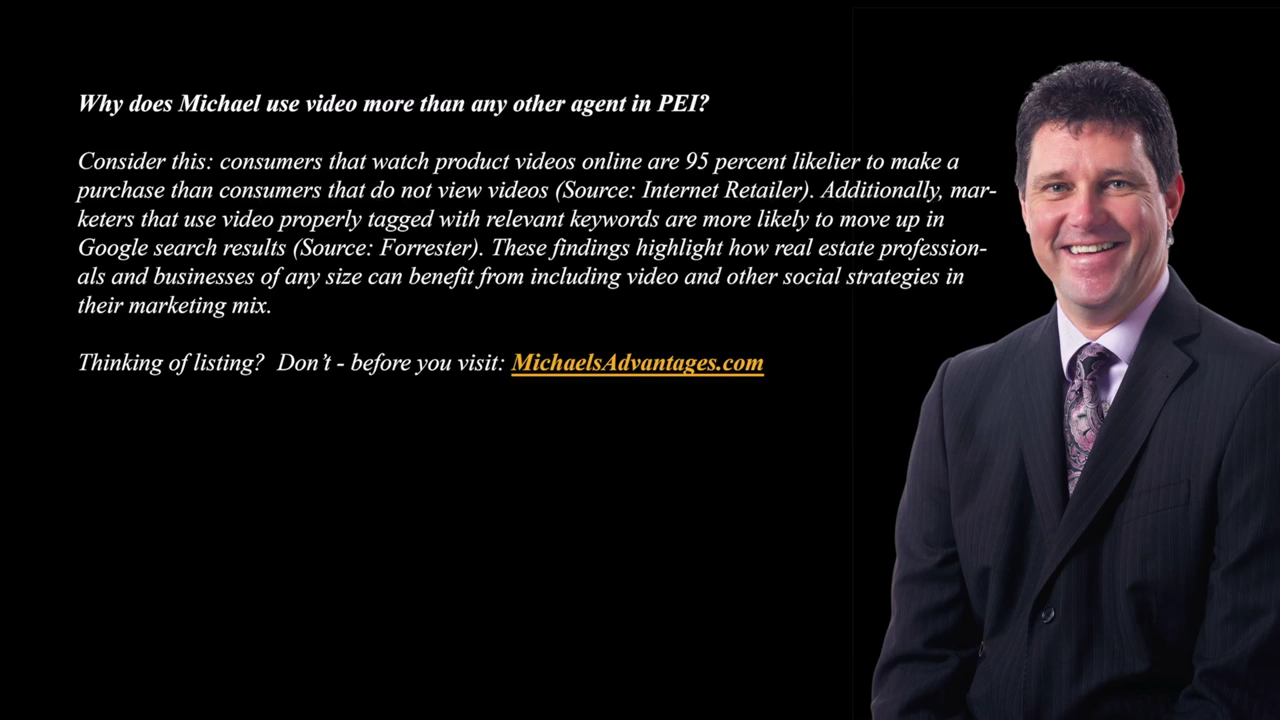 Why does Michael use video more than any other agent in PEI?
Consider this: consumers that watch product videos online are 95 percent likelier to make a
purchase than consumers that do not view videos (Source: Internet Retailer). Additionally, mar-
keters that use video properly tagged with relevant keywords are more likely to move up in
Google search results (Source: Forrester). These findings highlight how real estate profession-
als and businesses of any size can benefit from including video and other social strategies in
their marketing mix.
Thinking of listing?  Don’t - before you visit: MichaelsAdvantages.com